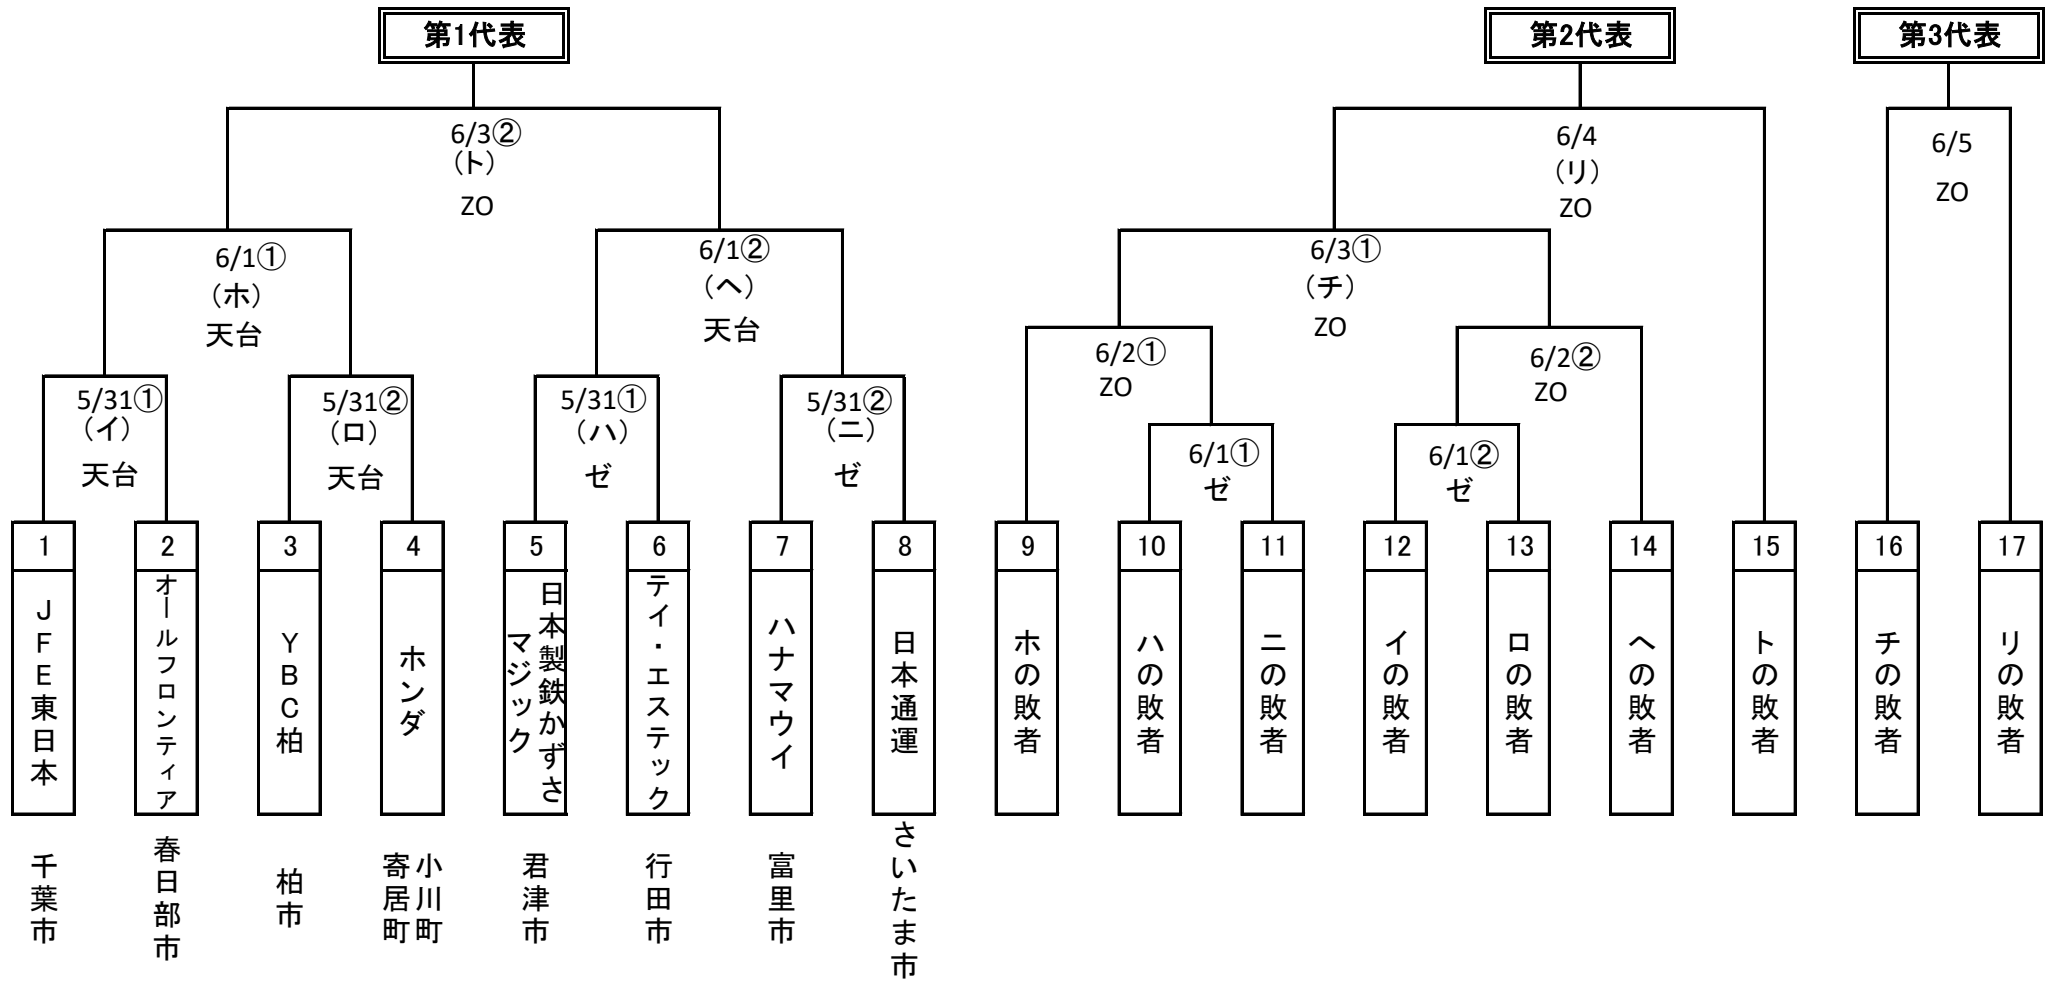 第1代表
第2代表
第3代表
6/3②
（ト）
ZO
6/4
（リ）
ZO
6/5
ZO
6/1①
（ホ）
天台
6/1②
（ヘ）
天台
6/3①
（チ）
ZO
6/2①
ZO
6/2②
ZO
5/31①
（イ）
天台
5/31②
（ロ）
天台
5/31①
（ハ）
ゼ
5/31②
（ニ）
ゼ
6/1①
ゼ
6/1②
ゼ
1
2
3
4
5
6
7
8
9
10
11
12
13
14
15
16
17
ＪＦＥ東日本
オールフロンティア
ＹＢＣ柏
ホンダ
日本製鉄かずさ
マジック
テイ・エステック
ハナマウイ
日本通運
ホの敗者
ハの敗者
ニの敗者
イの敗者
ロの敗者
ヘの敗者
トの敗者
チの敗者
リの敗者
千葉市
春日部市
柏市
小川町
寄居町
君津市
行田市
富里市
さいたま市